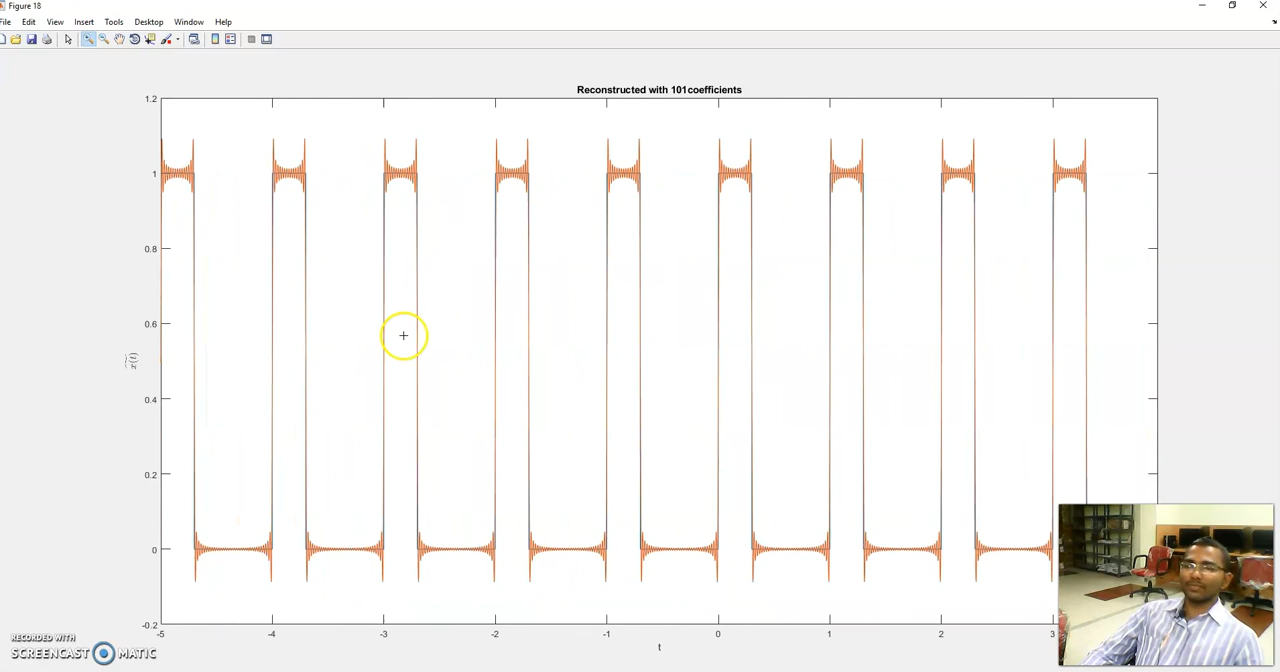 Figure 18
File Edit View Insert Tools Desktop Window Help
Reconstructed with 101coefficients
1.2
1
0.8
0.6
0.4
0.2
0
-0.2
x(t)
-5 -4 -3 -2 -1 0 1 2 3
t
RECORDED WITH
SCREENCAST MATIC